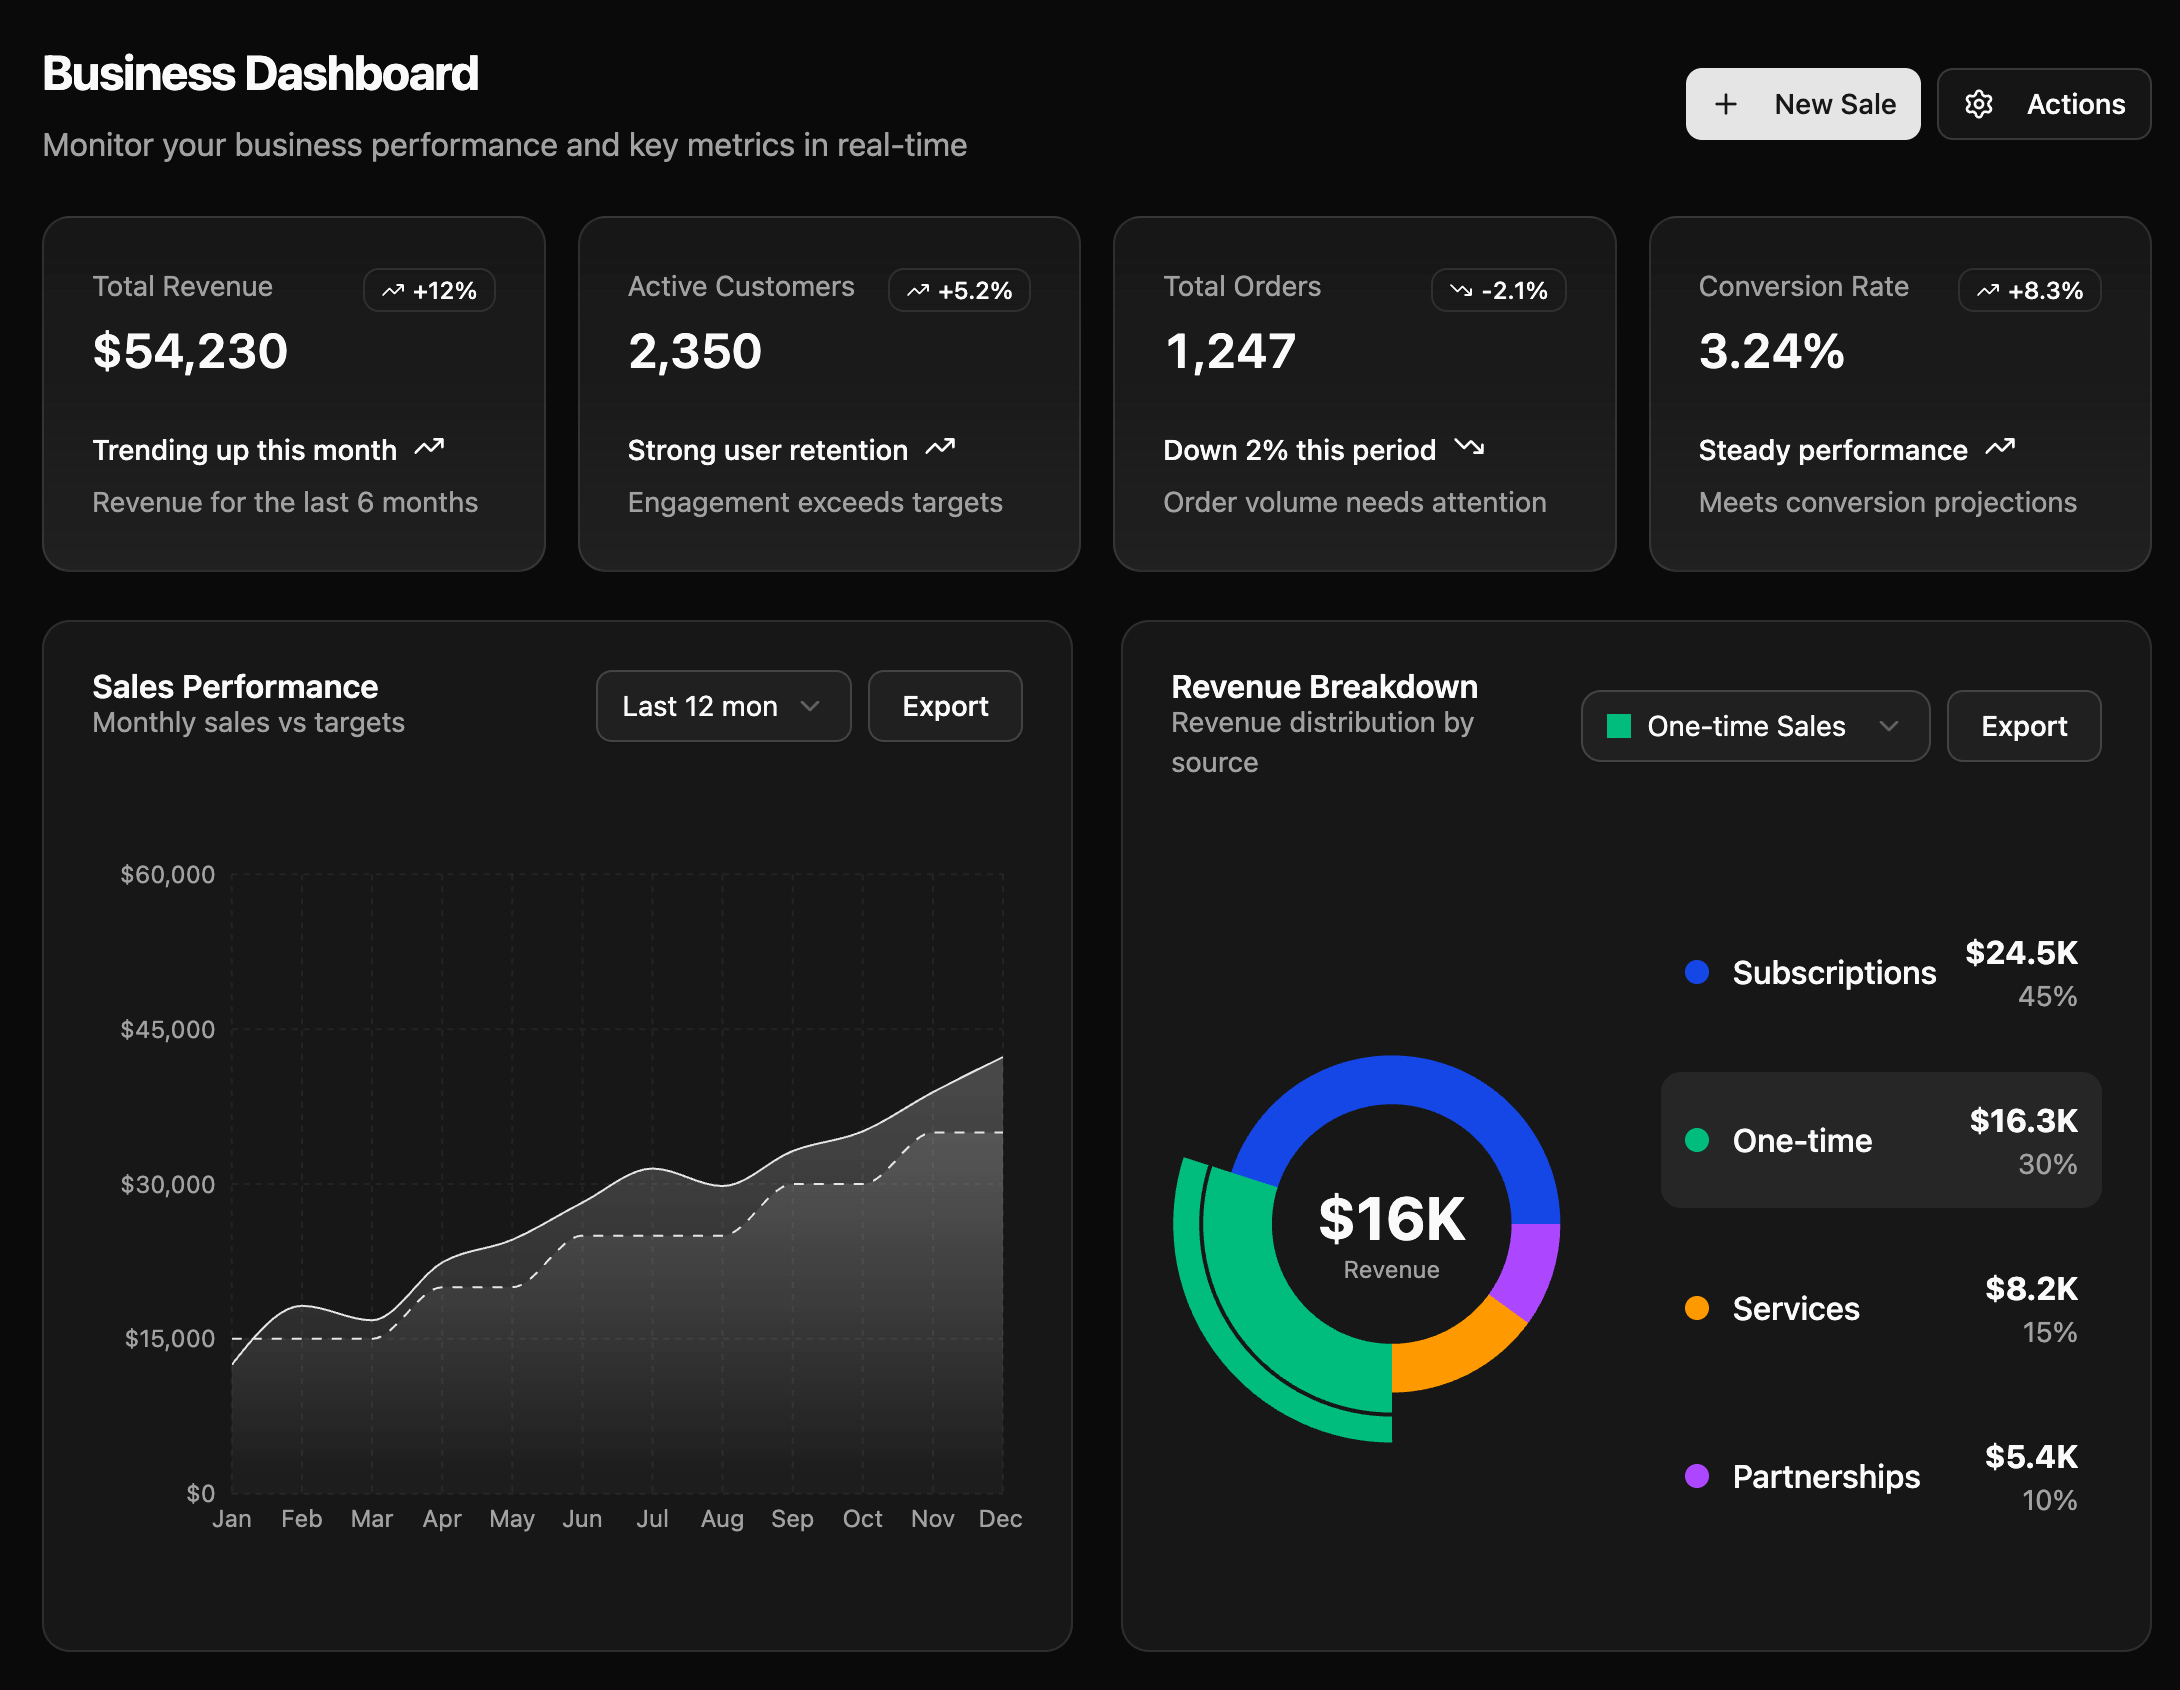 Business Dashboard
Monitor your business performance and key metrics in real-time
New Sale
Actions
Total Revenue
+12%
$54,230
Trending up this month
Revenue for the last 6 months
Active Customers
+5.2%
2,350
Strong user retention
Engagement exceeds targets
Total Orders
-2.1%
1,247
Down 2% this period
Order volume needs attention
Conversion Rate
+8.3%
3.24%
Steady performance
Meets conversion projections
Sales Performance
Monthly sales vs targets
Last 12 mon
Export
$60,000
$45,000
$30,000
$15,000
$0
Jan
Feb
Mar
Apr
May
Jun
Jul
Aug
Sep
Oct
Nov
Dec
Revenue Breakdown
Revenue distribution by
source
One-time Sales
Export
$16K
Revenue
Subscriptions
$24.5K
45%
One-time
$16.3K
30%
Services
$8.2K
15%
Partnerships
$5.4K
10%